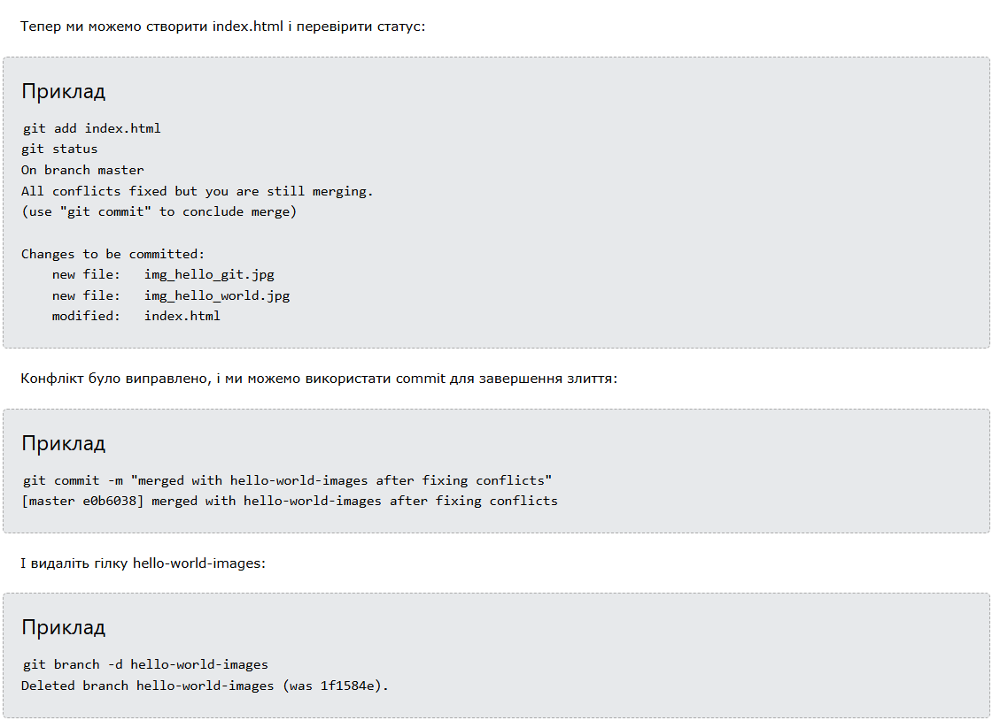 Тепер ми можемо створити index.html і перевірити статус:
Приклад
git add index.html
git status
On branch master
All conflicts fixed but you are still merging.
(use "git commit" to conclude merge)
Changes to be committed:
new file:   img_hello_git.jpg
new file:   img_hello_world.jpg
modified:   index.html
Конфлікт було виправлено, і ми можемо використати commit для завершення злиття:
Приклад
git commit -m "merged with hello-world-images after fixing conflicts"
[master e0b6038] merged with hello-world-images after fixing conflicts
І видаліть гілку hello-world-images:
Приклад
git branch -d hello-world-images
Deleted branch hello-world-images (was 1f1584e).